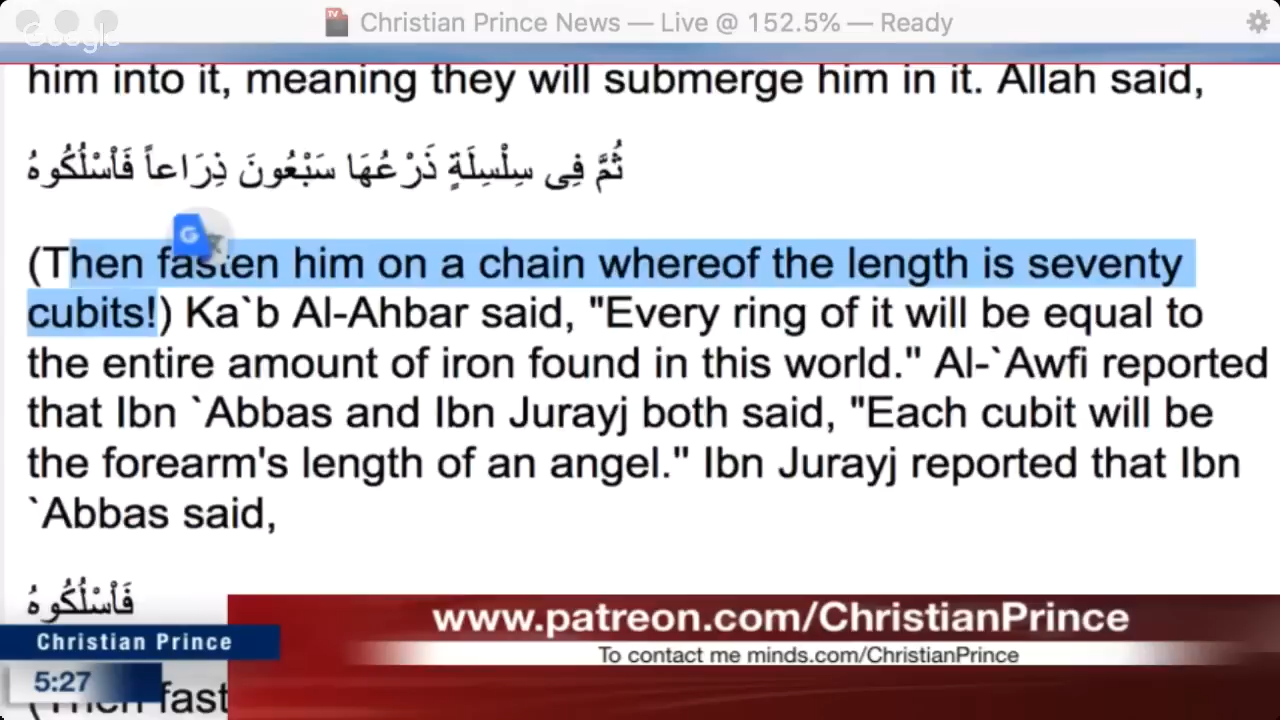 Christian Prince News — Live @ 152.5% — Ready
Google
him into it, meaning they will submerge him in it. Allah said,
ثُمَّ فِى سِلْسِلَةٍ ذَرْعُهَا سَبْعُونَ ذِرَاعاً فَاْسْلُكُوهُ
(Then fasten him on a chain whereof the length is seventy
cubits!) Ka`b Al-Ahbar said, "Every ring of it will be equal to
the entire amount of iron found in this world." Al-`Awfi reported
that Ibn `Abbas and Ibn Jurayj both said, "Each cubit will be
the forearm's length of an angel." Ibn Jurayj reported that Ibn
`Abbas said,
فَاْسْلُكُوهُ
www.patreon.com/ChristianPrince
Christian Prince
To contact me minds.com/ChristianPrince
5:27
(Then fast